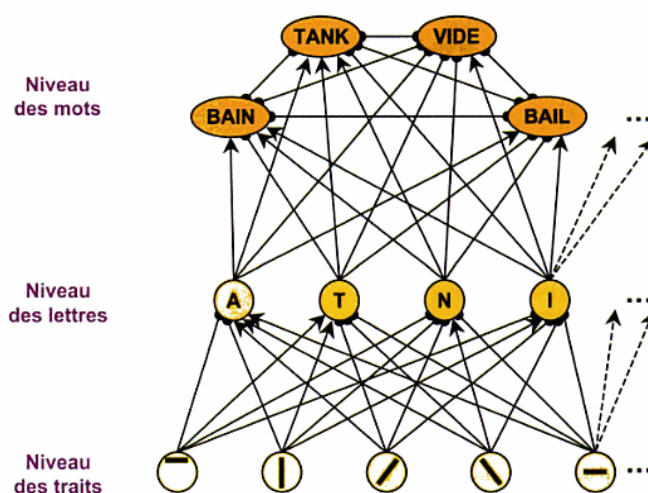 TANK VIDE
Niveau
des mots
BAIN BAIL
...
Niveau
des lettres
A T N I
...
Niveau
des traits
...